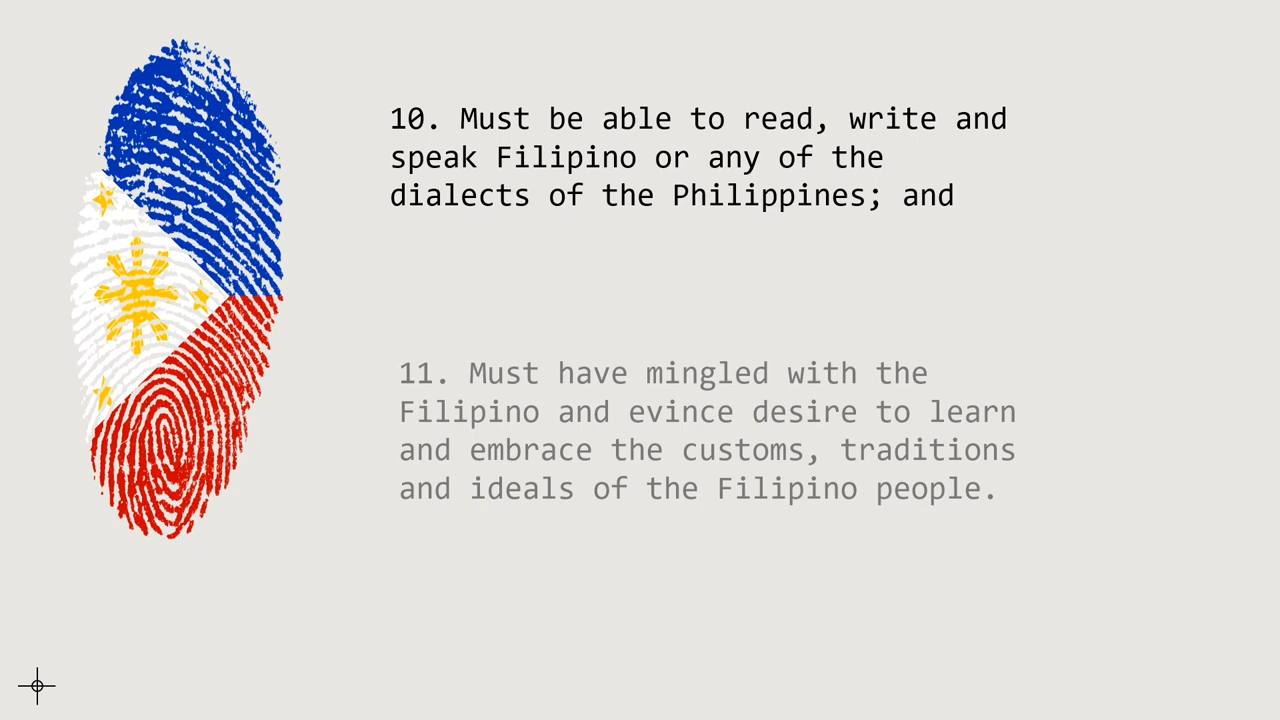 10. Must be able to read, write and
speak Filipino or any of the
dialects of the Philippines; and
11. Must have mingled with the
Filipino and evince desire to learn
and embrace the customs, traditions
and ideals of the Filipino people.